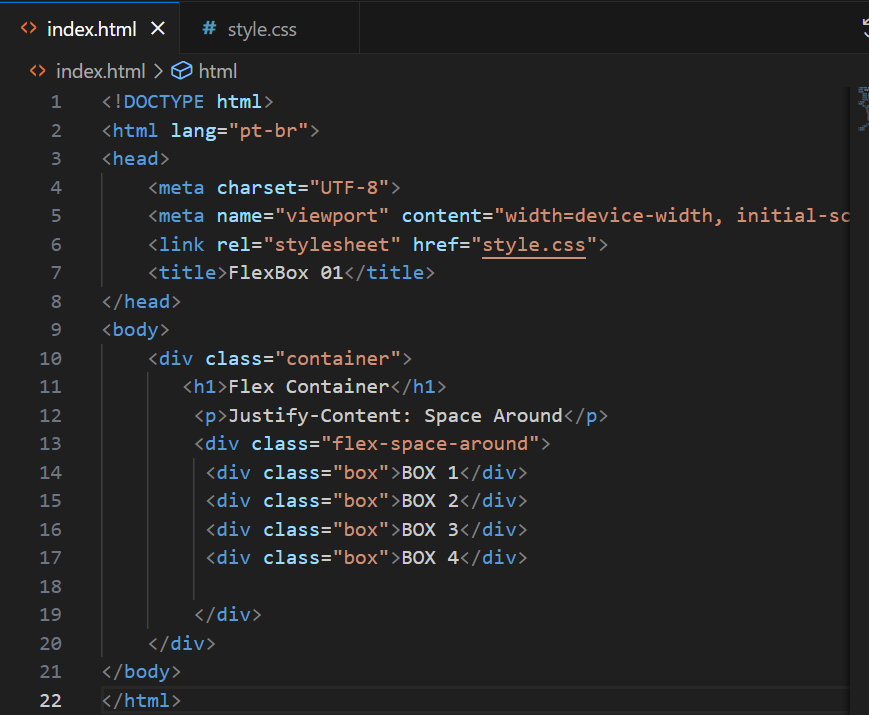 index.html
# style.css
index.html > html
1 <!DOCTYPE html>
2 <html lang="pt-br">
3 <head>
4     <meta charset="UTF-8">
5     <meta name="viewport" content="width=device-width, initial-sc
6     <link rel="stylesheet" href="style.css">
7     <title>FlexBox 01</title>
8 </head>
9 <body>
10     <div class="container">
11        <h1>Flex Container</h1>
12         <p>Justify-Content: Space Around</p>
13         <div class="flex-space-around">
14          <div class="box">BOX 1</div>
15          <div class="box">BOX 2</div>
16          <div class="box">BOX 3</div>
17          <div class="box">BOX 4</div>
18
19         </div>
20     </div>
21 </body>
22 </html>